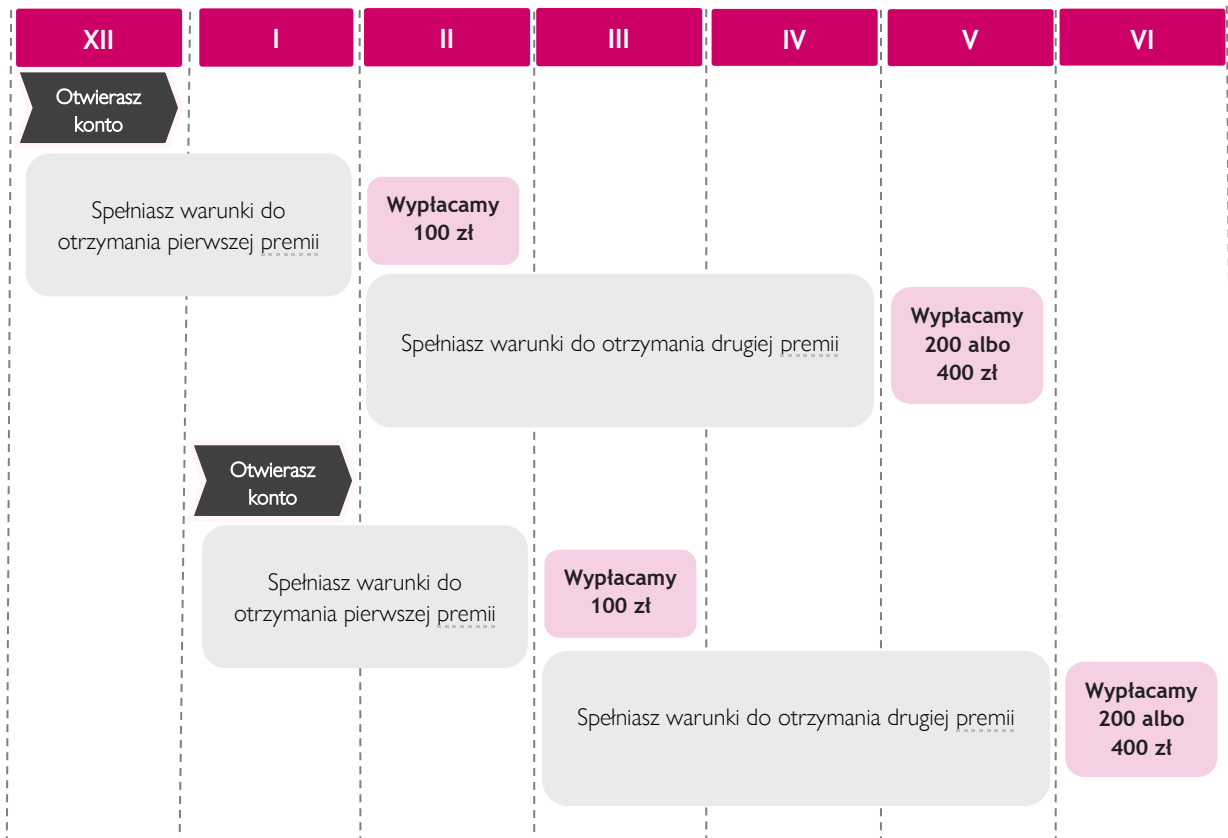 XII I II III IV V VI
Otwierasz
konto
Spełniasz warunki do
otrzymania pierwszej premii
Wypłacamy
100 zł
Spełniasz warunki do otrzymania drugiej premii
Wypłacamy
200 albo
400 zł
Otwierasz
konto
Spełniasz warunki do
otrzymania pierwszej premii
Wypłacamy
100 zł
Spełniasz warunki do otrzymania drugiej premii
Wypłacamy
200 albo
400 zł